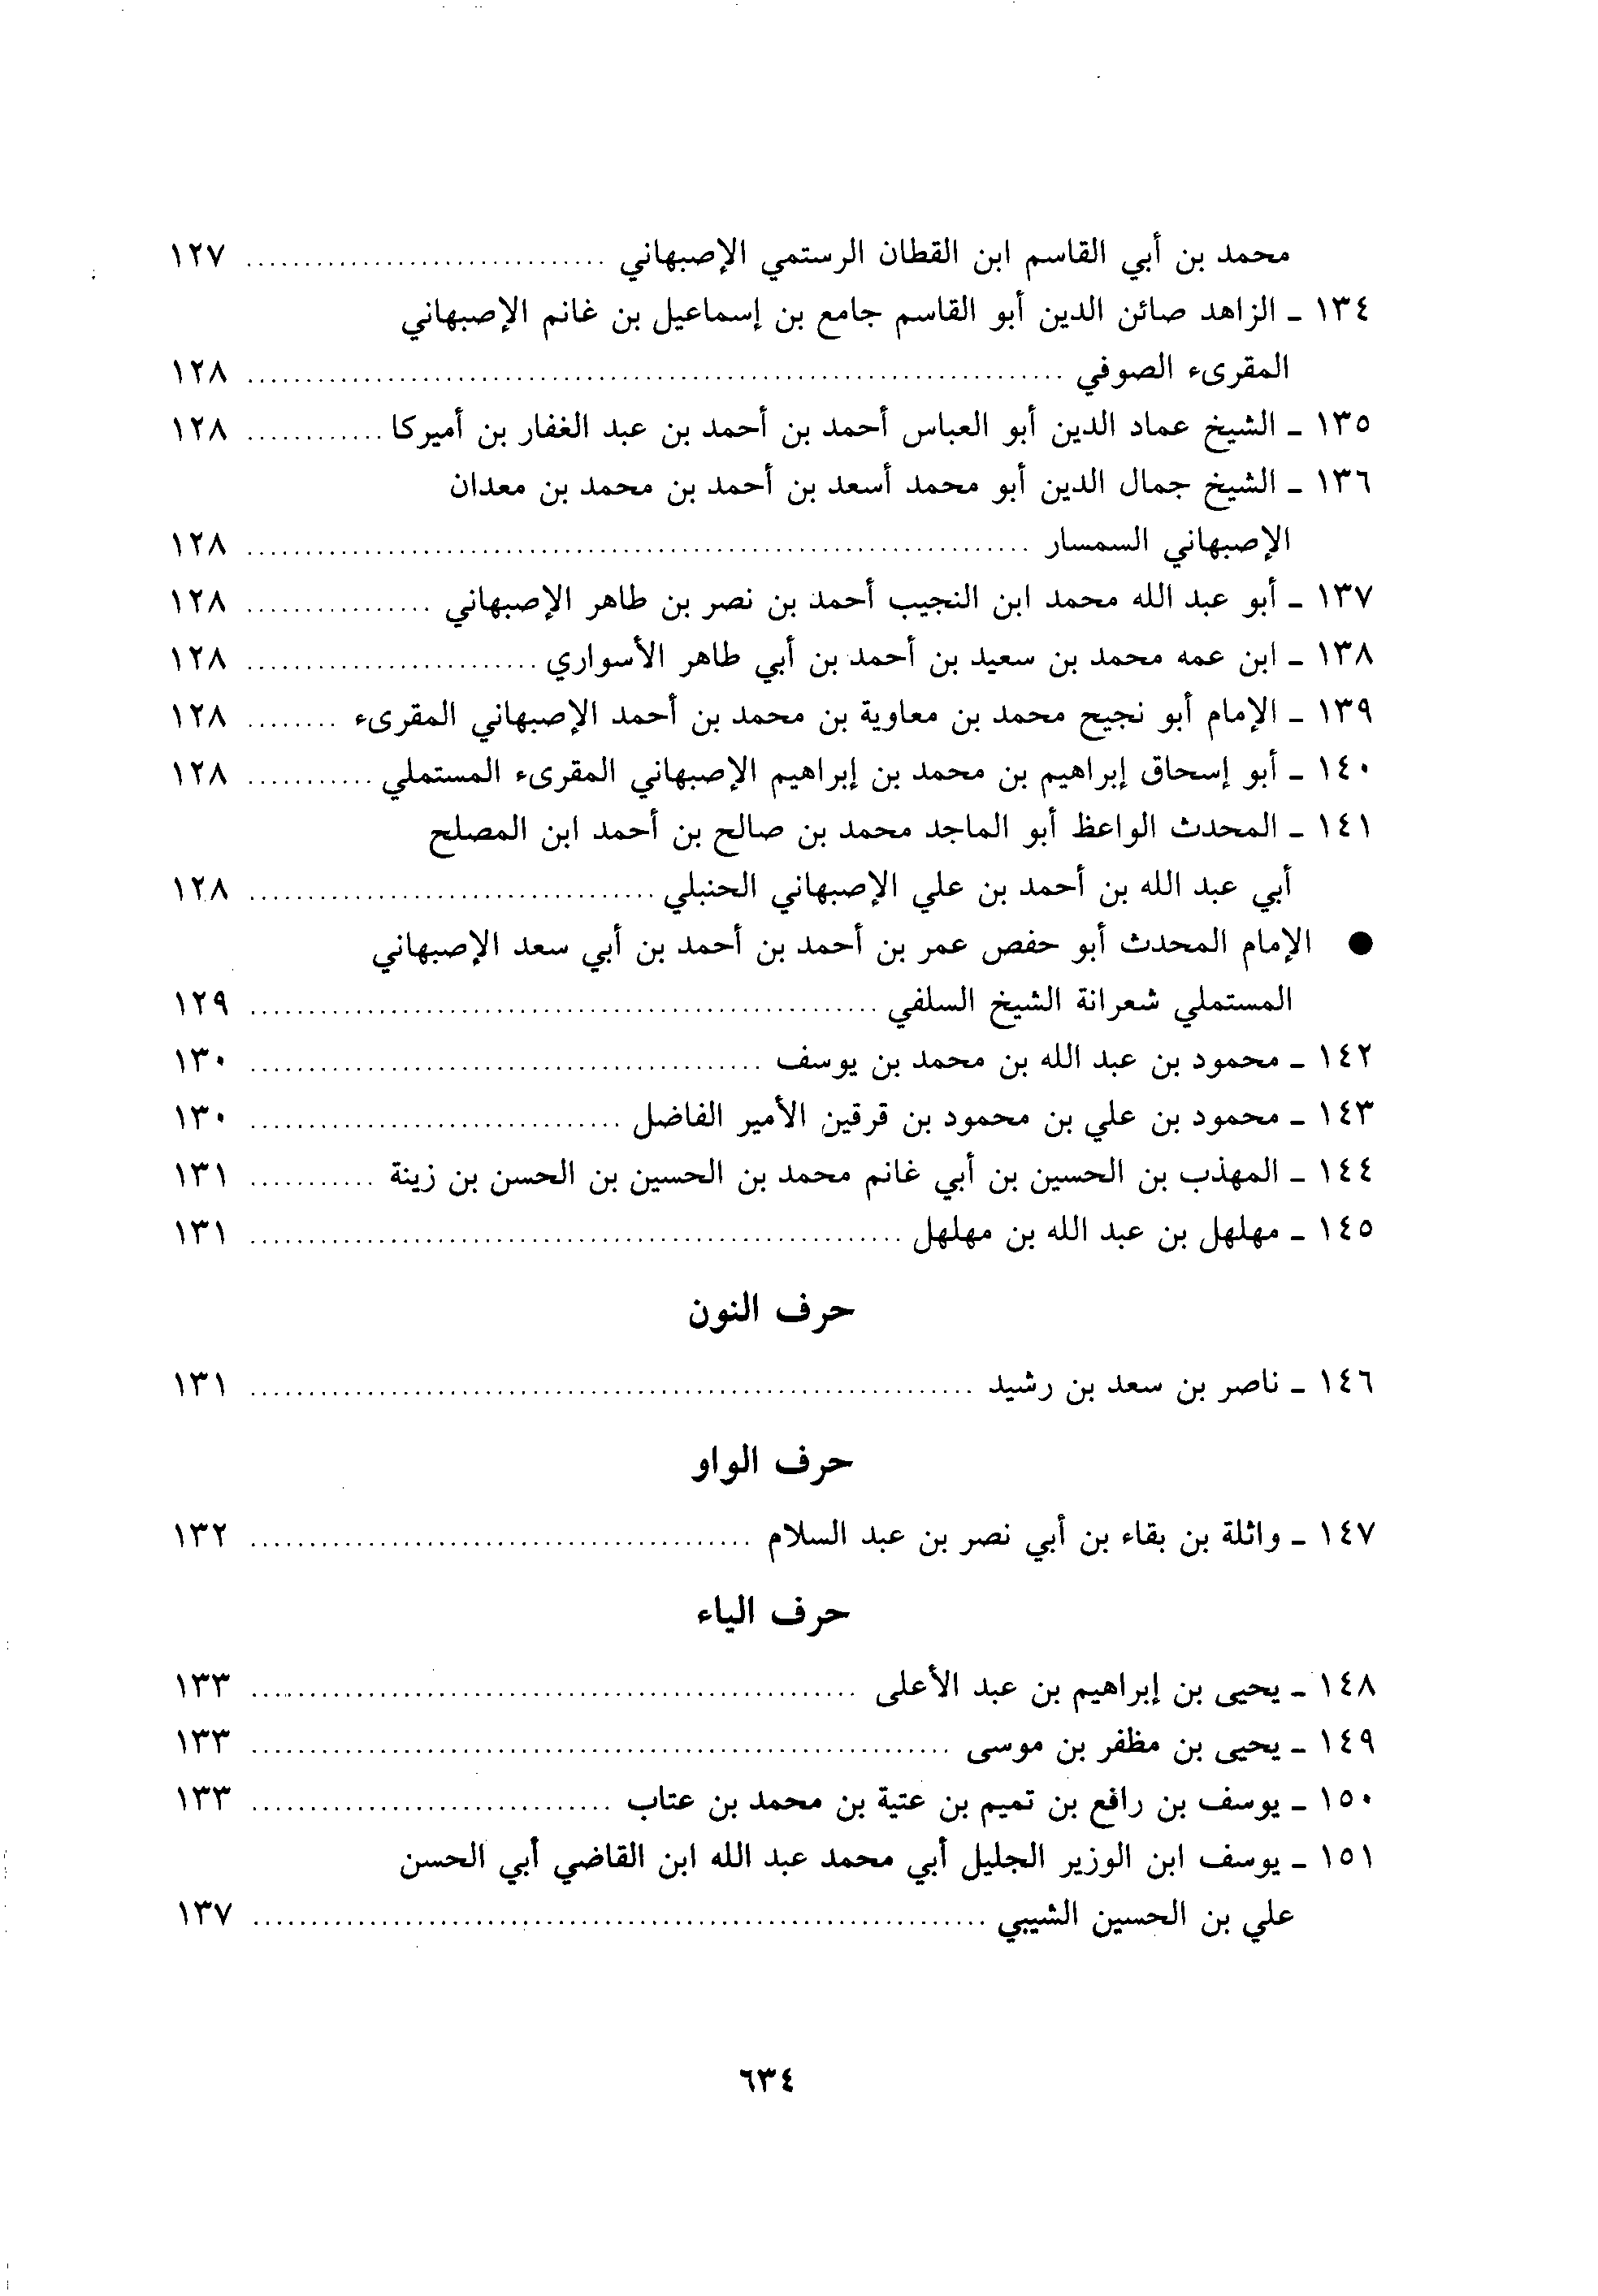 محمد بن أبي القاسم ابن القطان الرستمي الإصبهاني .............................. ١٢٧
١٣٤ ـ الزاهد صائن الدين أبو القاسم جامع بن إسماعيل بن غانم الإصبهاني
المقرىء الصوفي .............................. ١٢٨
١٣٥ ـ الشيخ عماد الدين أبو العباس أحمد بن أحمد بن عبد الغفار بن أميركا ............ ١٢٨
١٣٦ ـ الشيخ جمال الدين أبو محمد أسعد بن أحمد بن محمد بن معدان
الإصبهاني السمسار .............................. ١٢٨
١٣٧ ـ أبو عبد الله محمد ابن النجيب أحمد بن نصر بن طاهر الإصبهاني ................ ١٢٨
١٣٨ ـ ابن عمه محمد بن سعيد بن أحمد بن أبي طاهر الأسواري ......................... ١٢٨
١٣٩ ـ الإمام أبو نجيح محمد بن معاوية بن محمد بن أحمد الإصبهاني المقرىء ........ ١٢٨
١٤٠ ـ أبو إسحاق إبراهيم بن محمد بن إبراهيم الإصبهاني المقرىء المستملي ........... ١٢٨
١٤١ ـ المحدث الواعظ أبو الماجد محمد بن صالح بن أحمد ابن المصلح
أبي عبد الله بن أحمد بن علي الإصبهاني الحنبلي .............................. ١٢٨
● الإمام المحدث أبو حفص عمر بن أحمد بن أحمد بن أبي سعد الإصبهاني
المستملي شعرانة الشيخ السلفي .............................. ١٢٩
١٤٢ ـ محمود بن عبد الله بن محمد بن يوسف .............................. ١٣٠
١٤٣ ـ محمود بن علي بن محمود بن قرقين الأمير الفاضل .............................. ١٣٠
١٤٤ ـ المهذب بن الحسين بن أبي غانم محمد بن الحسين بن الحسن بن زينة ........... ١٣١
١٤٥ ـ مهلهل بن عبد الله بن مهلهل .............................. ١٣١
حرف النون
١٤٦ ـ ناصر بن سعد بن رشيد .............................. ١٣١
حرف الواو
١٤٧ ـ واثلة بن بقاء بن أبي نصر بن عبد السلام .............................. ١٣٢
حرف الياء
١٤٨ ـ يحيى بن إبراهيم بن عبد الأعلى .............................. ١٣٣
١٤٩ ـ يحيى بن مظفر بن موسى .............................. ١٣٣
١٥٠ ـ يوسف بن رافع بن تميم بن عتية بن محمد بن عتاب .............................. ١٣٣
١٥١ ـ يوسف ابن الوزير الجليل أبي محمد عبد الله ابن القاضي أبي الحسن
علي بن الحسين الشيبي .............................. ١٣٧
٦٣٤